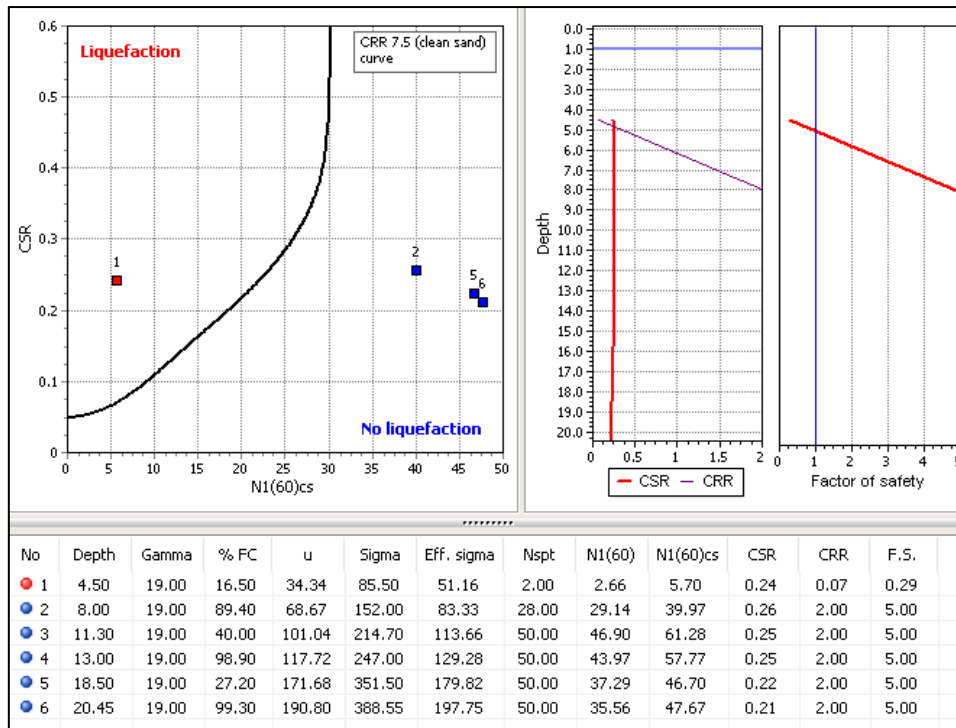 Liquefaction
CRR 7.5 (clean sand)
curve
0.6
0.5
0.4
0.3
0.2
0.1
0
CSR
1
2
5
6
No liquefaction
0 5 10 15 20 25 30 35 40 45 50
N1(60)cs
Depth
0.0
1.0
2.0
3.0
4.0
5.0
6.0
7.0
8.0
9.0
10.0
11.0
12.0
13.0
14.0
15.0
16.0
17.0
18.0
19.0
20.0
0 0.5 1 1.5 2
CSR CRR
0 1 2 3 4 5
Factor of safety
No Depth Gamma % FC u Sigma Eff. sigma Nspt N1(60) N1(60)cs CSR CRR F.S.
1 4.50 19.00 16.50 34.34 85.50 51.16 2.00 2.66 5.70 0.24 0.07 0.29
2 8.00 19.00 89.40 68.67 152.00 83.33 28.00 29.14 39.97 0.26 2.00 5.00
3 11.30 19.00 40.00 101.04 214.70 113.66 50.00 46.90 61.28 0.25 2.00 5.00
4 13.00 19.00 98.90 117.72 247.00 129.28 50.00 43.97 57.77 0.25 2.00 5.00
5 18.50 19.00 27.20 171.68 351.50 179.82 50.00 37.29 46.70 0.22 2.00 5.00
6 20.45 19.00 99.30 190.80 388.55 197.75 50.00 35.56 47.67 0.21 2.00 5.00